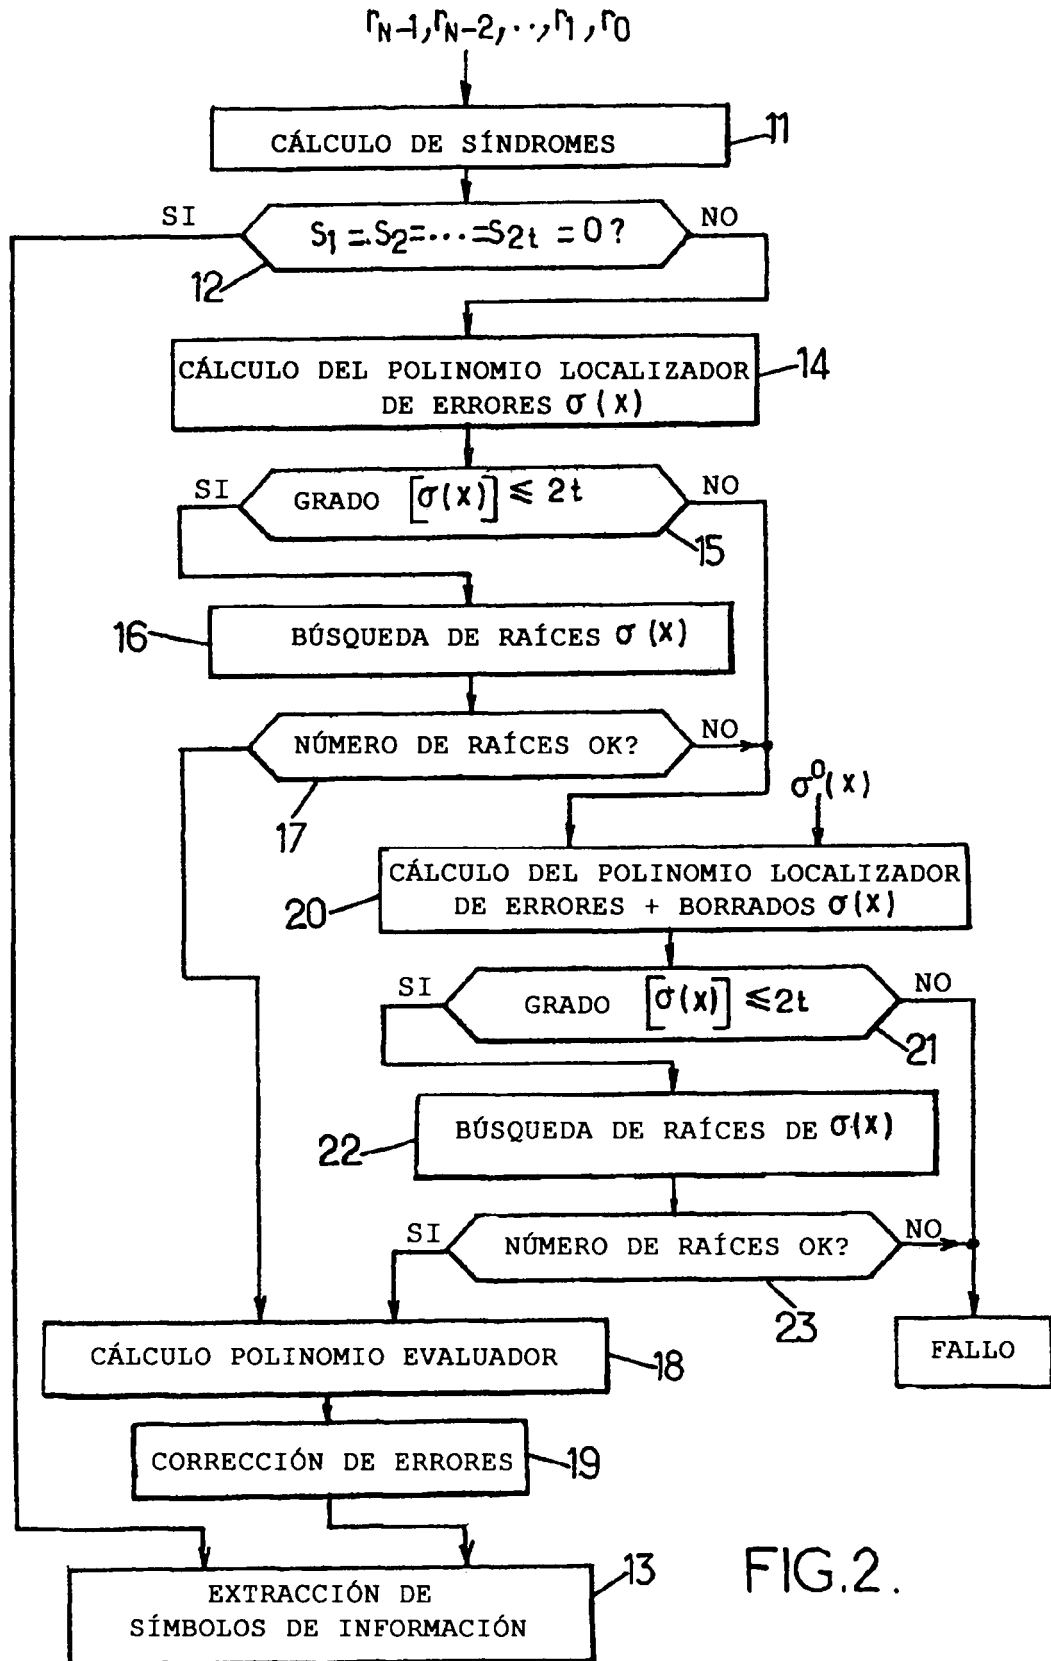 r_{N-1}, r_{N-2}, .., r_1, r_0
CÁLCULO DE SÍNDROMES
11
SI
S_1 = S_2 = ... = S_{2t} = 0?
NO
12
CÁLCULO DEL POLINOMIO LOCALIZADOR
DE ERRORES σ(x)
14
SI
GRADO [σ(x)] ≤ 2t
NO
15
16
BÚSQUEDA DE RAÍCES σ(x)
NÚMERO DE RAÍCES OK?
NO
17
σ^0(x)
CÁLCULO DEL POLINOMIO LOCALIZADOR
DE ERRORES + BORRADOS σ(x)
20
SI
GRADO [σ(x)] ≤ 2t
NO
21
BÚSQUEDA DE RAÍCES DE σ(x)
22
SI
NÚMERO DE RAÍCES OK?
NO
23
CÁLCULO POLINOMIO EVALUADOR
18
FALLO
CORRECCIÓN DE ERRORES
19
EXTRACCIÓN DE
SÍMBOLOS DE INFORMACIÓN
13
FIG.2.